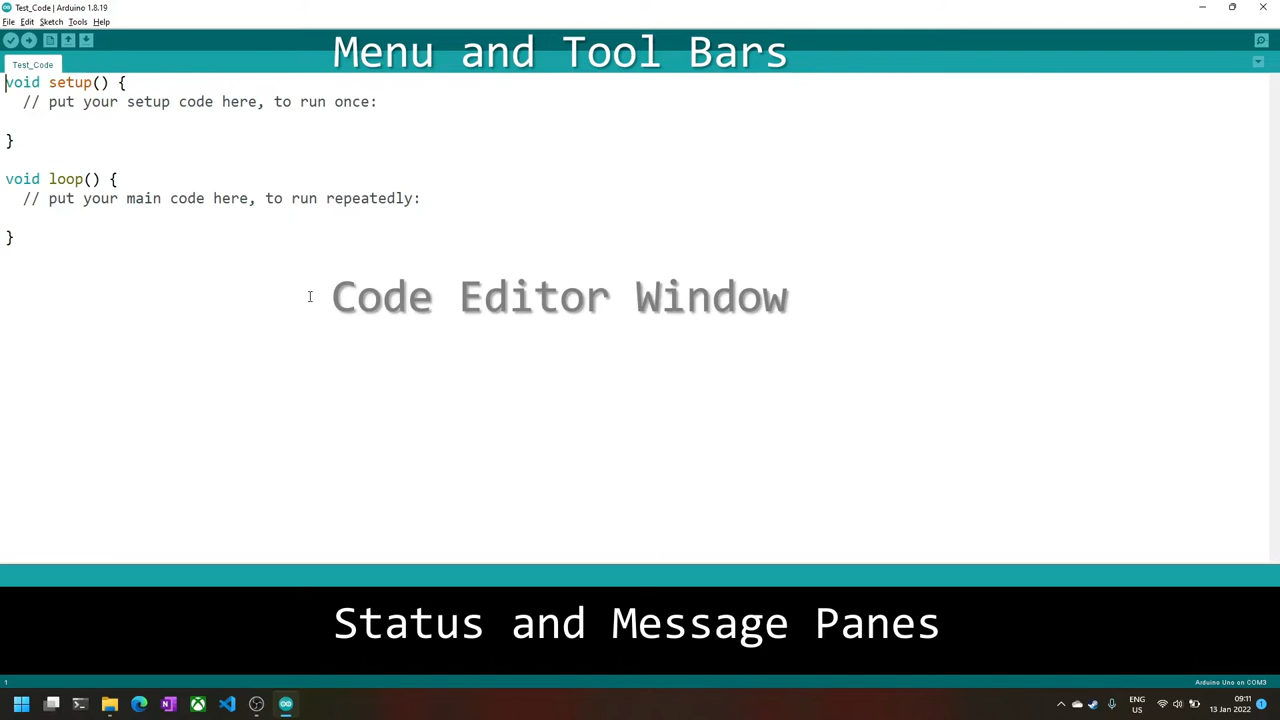 Test_Code | Arduino 1.8.19
File Edit Sketch Tools Help
Menu and Tool Bars
Test_Code
void setup() {
// put your setup code here, to run once:
}
void loop() {
// put your main code here, to run repeatedly:
}
Code Editor Window
Status and Message Panes
1
Arduino Uno on COM3
ENG
US
09:11
13 Jan 2022